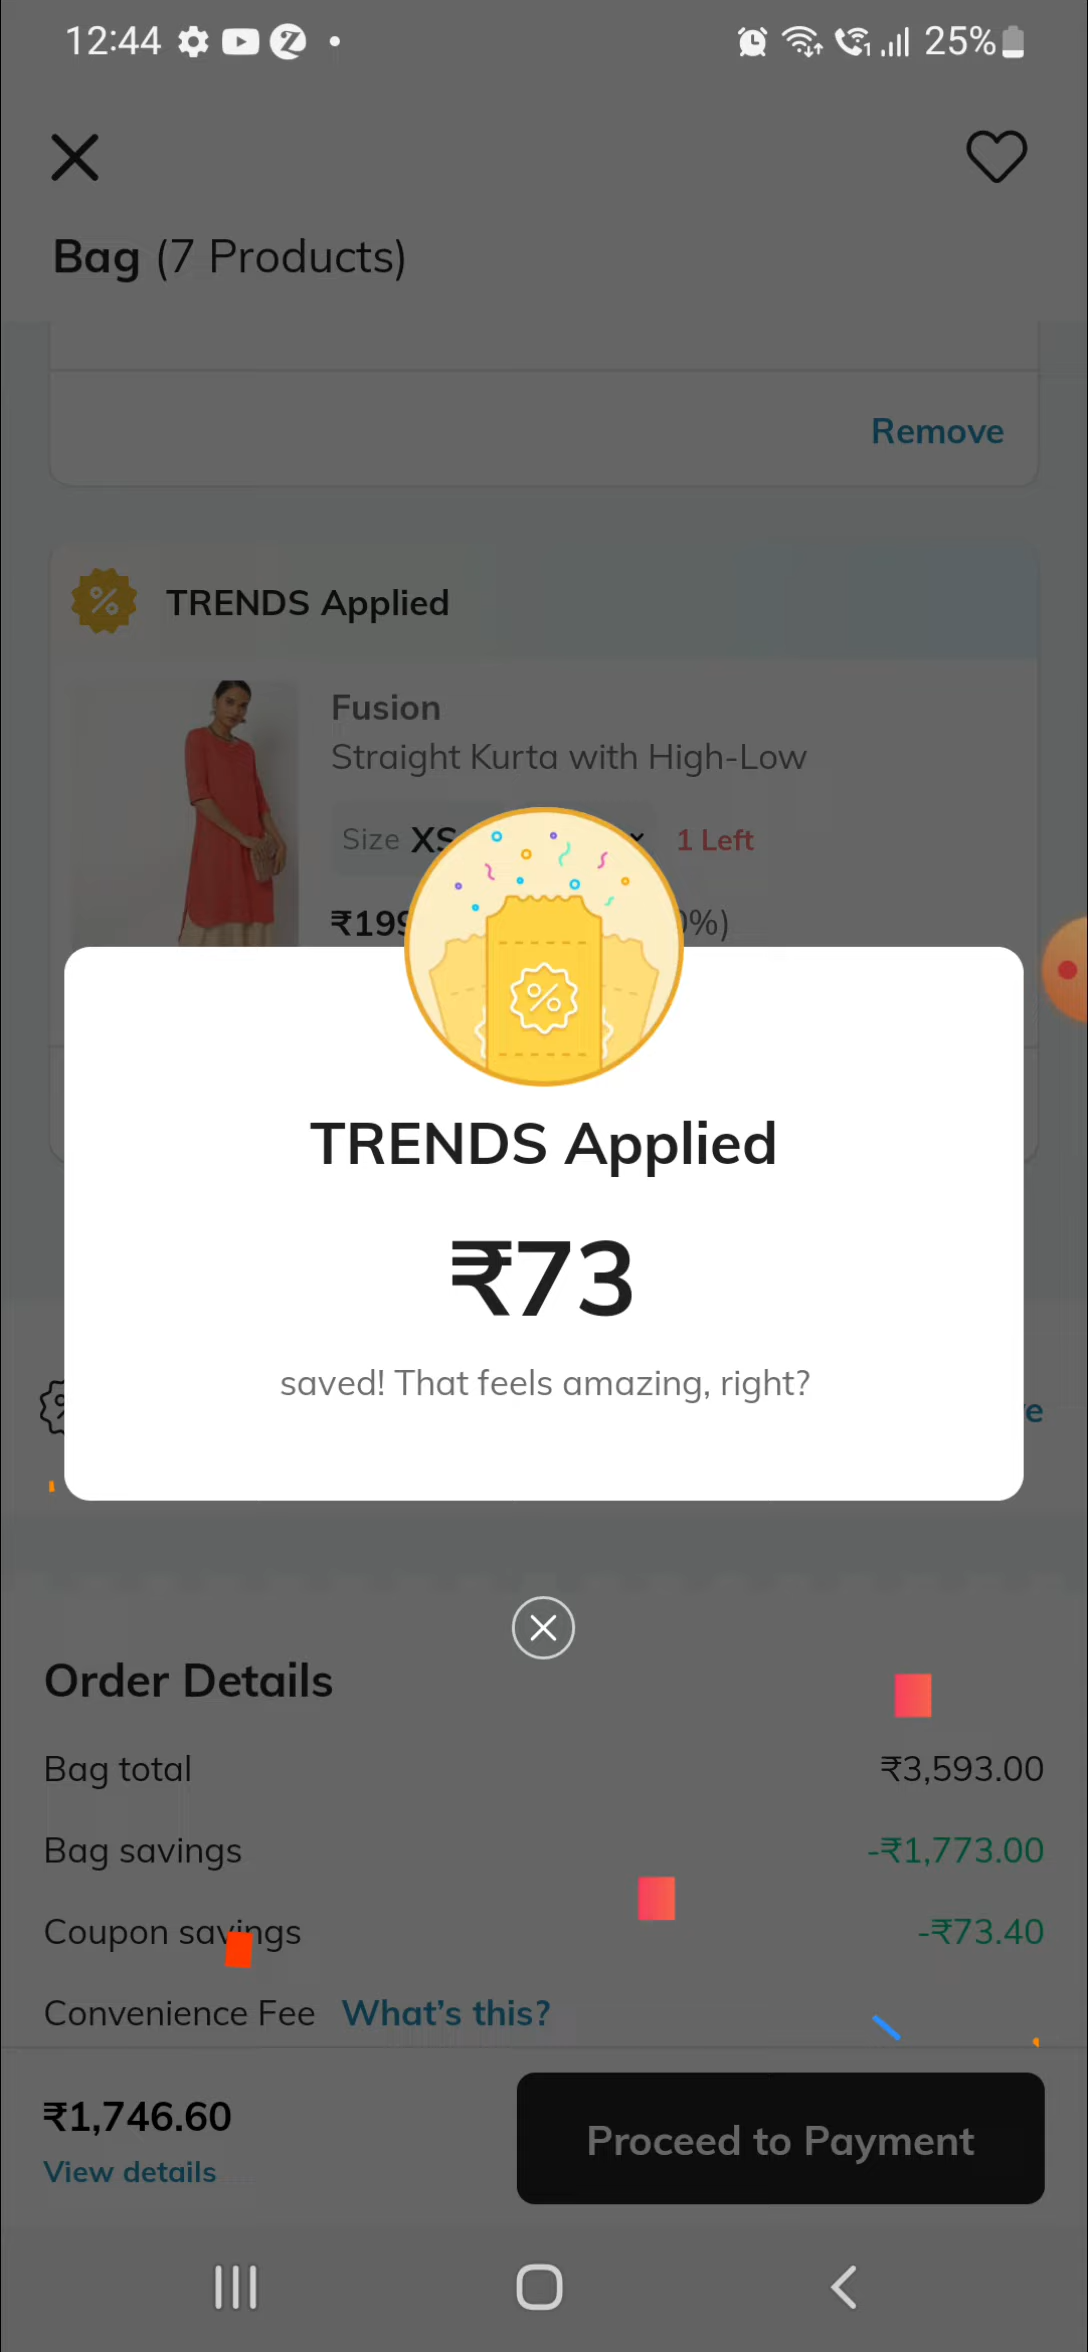 12:44
25%
Bag (7 Products)
Remove
TRENDS Applied
Fusion
Straight Kurta with High-Low
Size XS
1 Left
TRENDS Applied
₹73
saved! That feels amazing, right?
Order Details
Bag total ₹3,593.00
Bag savings -₹1,773.00
Coupon savings -₹73.40
Convenience Fee What's this?
₹1,746.60
View details
Proceed to Payment